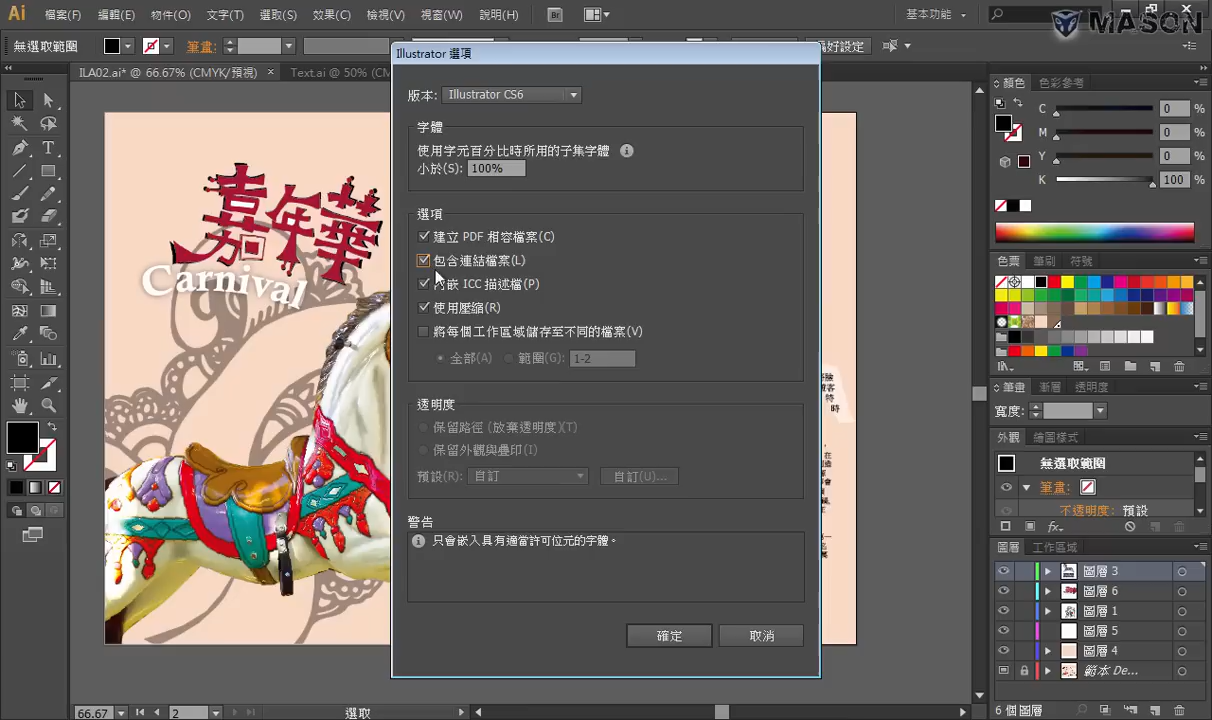 Ai 檔案(F) 編輯(E) 物件(O) 文字(T) 選取(S) 效果(C) 檢視(V) 視窗(W) 說明(H) Br 基本功能
MASON
無選取範圍 筆畫: 偏好設定
ILA02.ai* @ 66.67% (CMYK/預視) × Text.ai @ 50% (CM
嘉年華
Carnival
Illustrator 選項
版本: Illustrator CS6
字體
使用字元百分比時所用的子集字體
小於(S): 100%
選項
建立 PDF 相容檔案(C)
包含連結檔案(L)
嵌 ICC 描述檔(P)
使用壓縮(R)
將每個工作區域儲存至不同的檔案(V)
全部(A) 範圍(G): 1-2
透明度
保留路徑 (放棄透明度)(T)
保留外觀與疊印(I)
預設(R): 自訂 自訂(U)...
警告
只會嵌入具有適當許可位元的字體。
確定 取消
顏色 色彩參考
C 0 %
M 0 %
Y 0 %
K 100 %
色票 筆刷 符號
筆畫 漸層 透明度
寬度:
外觀 繪圖樣式
無選取範圍
筆畫:
不透明度: 預設
fx
圖層 工作區域
圖層 3
圖層 6
圖層 1
圖層 5
圖層 4
範本 De...
6 個圖層
66.67 2 選取